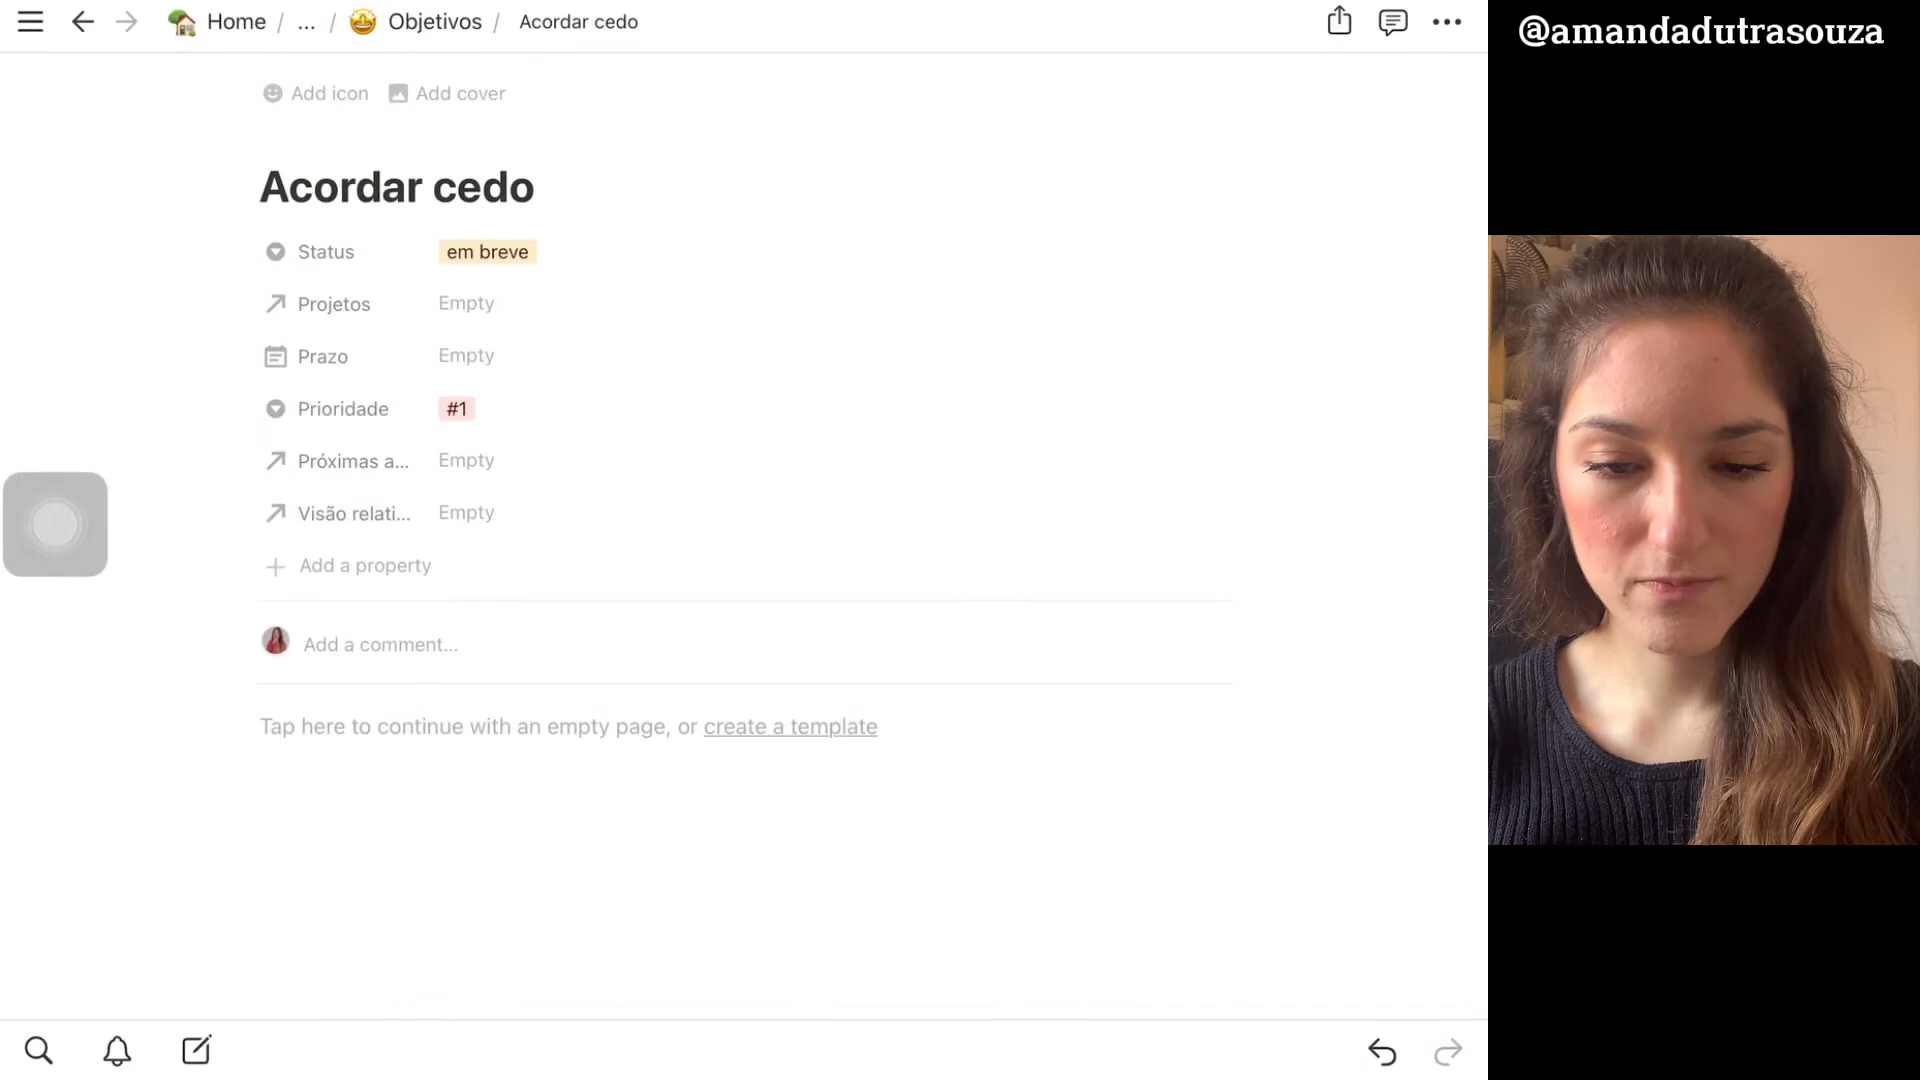 Home / ... / Objetivos / Acordar cedo
@amandadutrasouza
Add icon Add cover
Acordar cedo
Status em breve
Projetos Empty
Prazo Empty
Prioridade #1
Próximas a... Empty
Visão relati... Empty
Add a property
Add a comment...
Tap here to continue with an empty page, or create a template